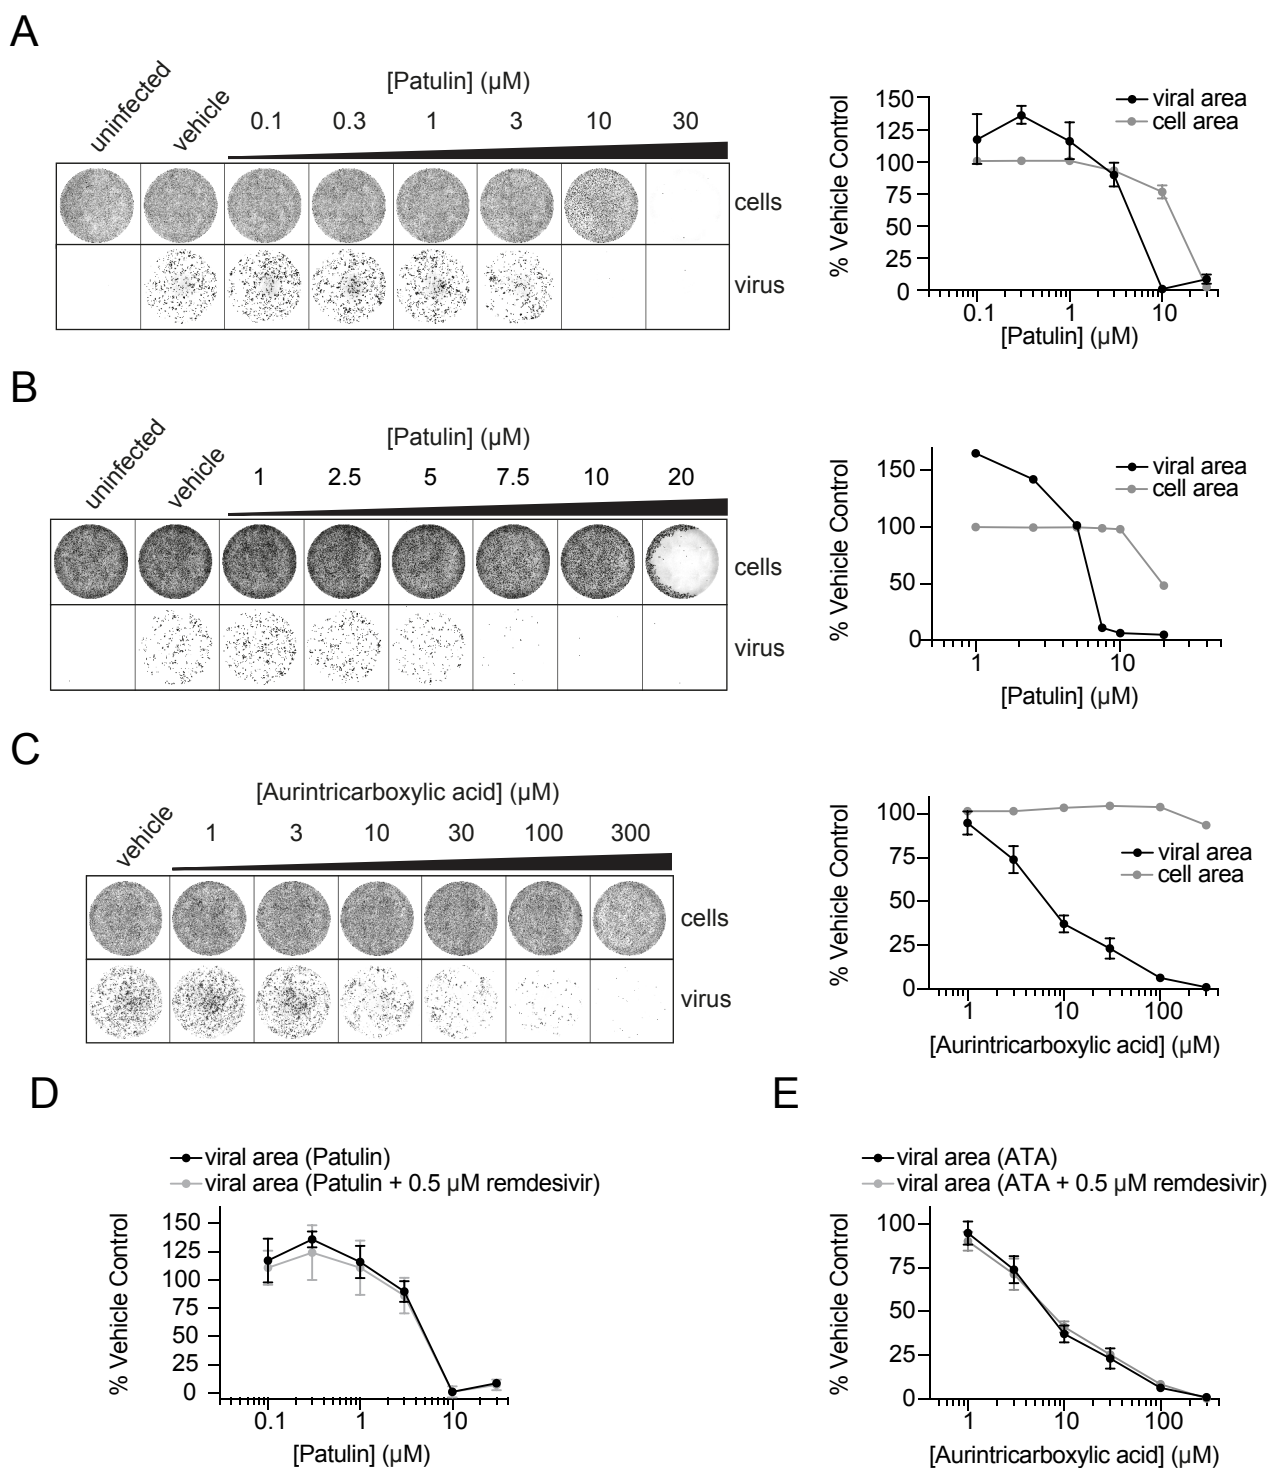 A
uninfected
vehicle
[Patulin] (µM)
0.1 0.3 1 3 10 30
cells
virus
% Vehicle Control
150
125
100
75
50
25
0
viral area
cell area
0.1 1 10
[Patulin] (µM)
B
uninfected
vehicle
[Patulin] (µM)
1 2.5 5 7.5 10 20
cells
virus
% Vehicle Control
150
100
50
0
viral area
cell area
1 10
[Patulin] (µM)
C
vehicle
[Aurintricarboxylic acid] (µM)
1 3 10 30 100 300
cells
virus
% Vehicle Control
100
75
50
25
0
viral area
cell area
1 10 100
[Aurintricarboxylic acid] (µM)
D
viral area (Patulin)
viral area (Patulin + 0.5 µM remdesivir)
% Vehicle Control
150
125
100
75
50
25
0
0.1 1 10
[Patulin] (µM)
E
viral area (ATA)
viral area (ATA + 0.5 µM remdesivir)
% Vehicle Control
100
75
50
25
0
1 10 100
[Aurintricarboxylic acid] (µM)